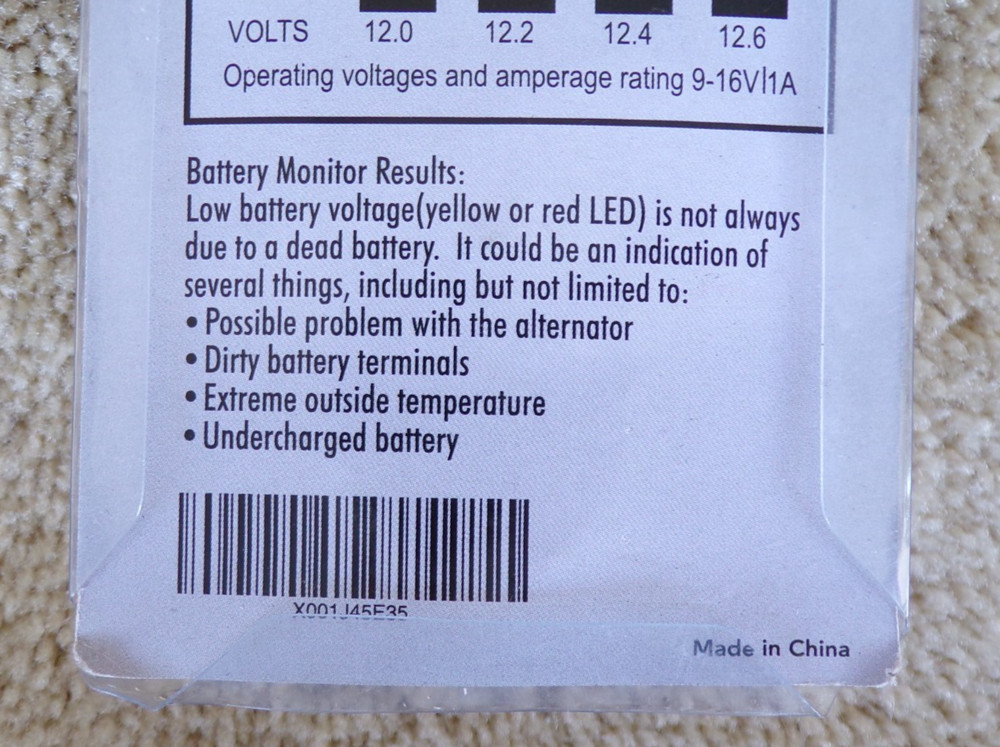 VOLTS 12.0 12.2 12.4 12.6
Operating voltages and amperage rating 9-16V|1A
Battery Monitor Results:
Low battery voltage(yellow or red LED) is not always
due to a dead battery. It could be an indication of
several things, including but not limited to:
• Possible problem with the alternator
• Dirty battery terminals
• Extreme outside temperature
• Undercharged battery
X001J45E35
Made in China